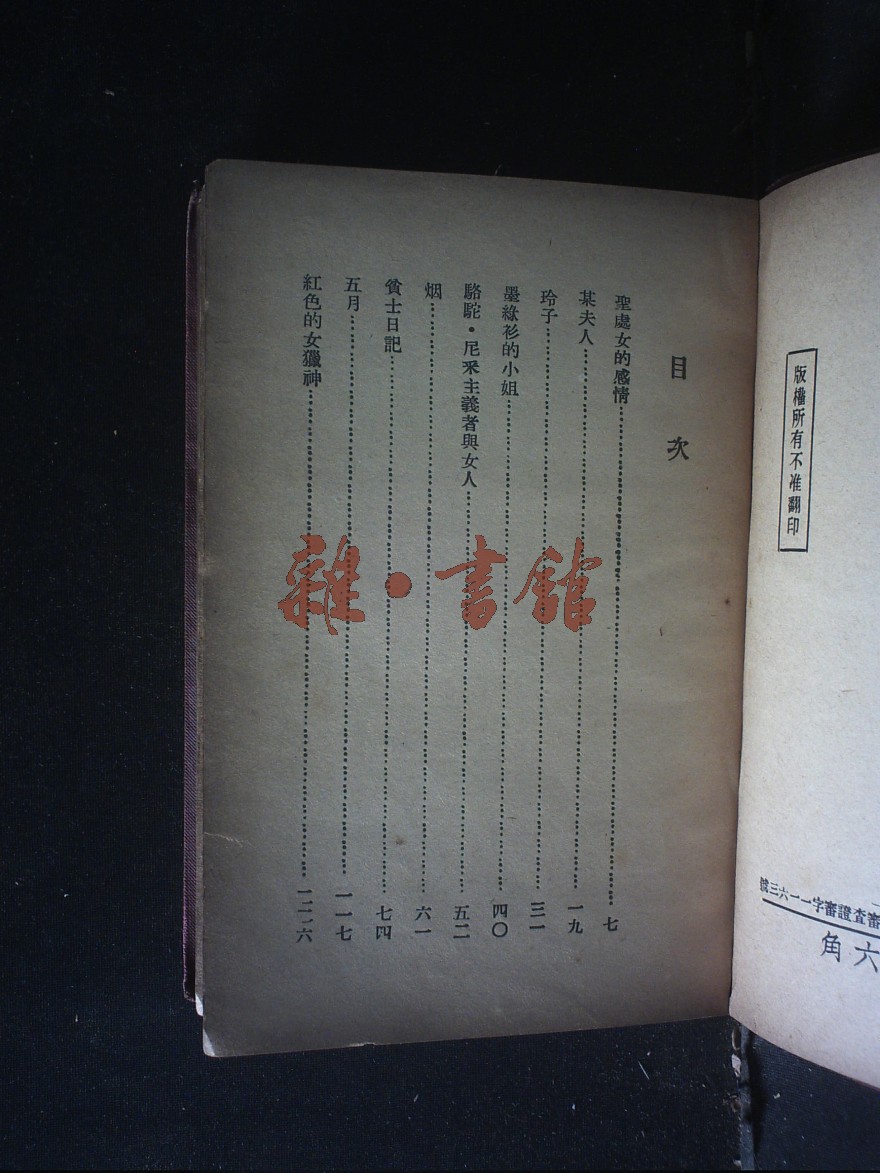 版權所有不准翻印
審查證審字一一六三號
六角
目次
聖處女的感情……七
某夫人……一九
玲子……三一
墨綠衫的小姐……四〇
駱駝·尼采主義者與女人……五二
烟……六一
貧士日記……七四
五月……一一七
紅色的女獵神……一二六
雜·書舘